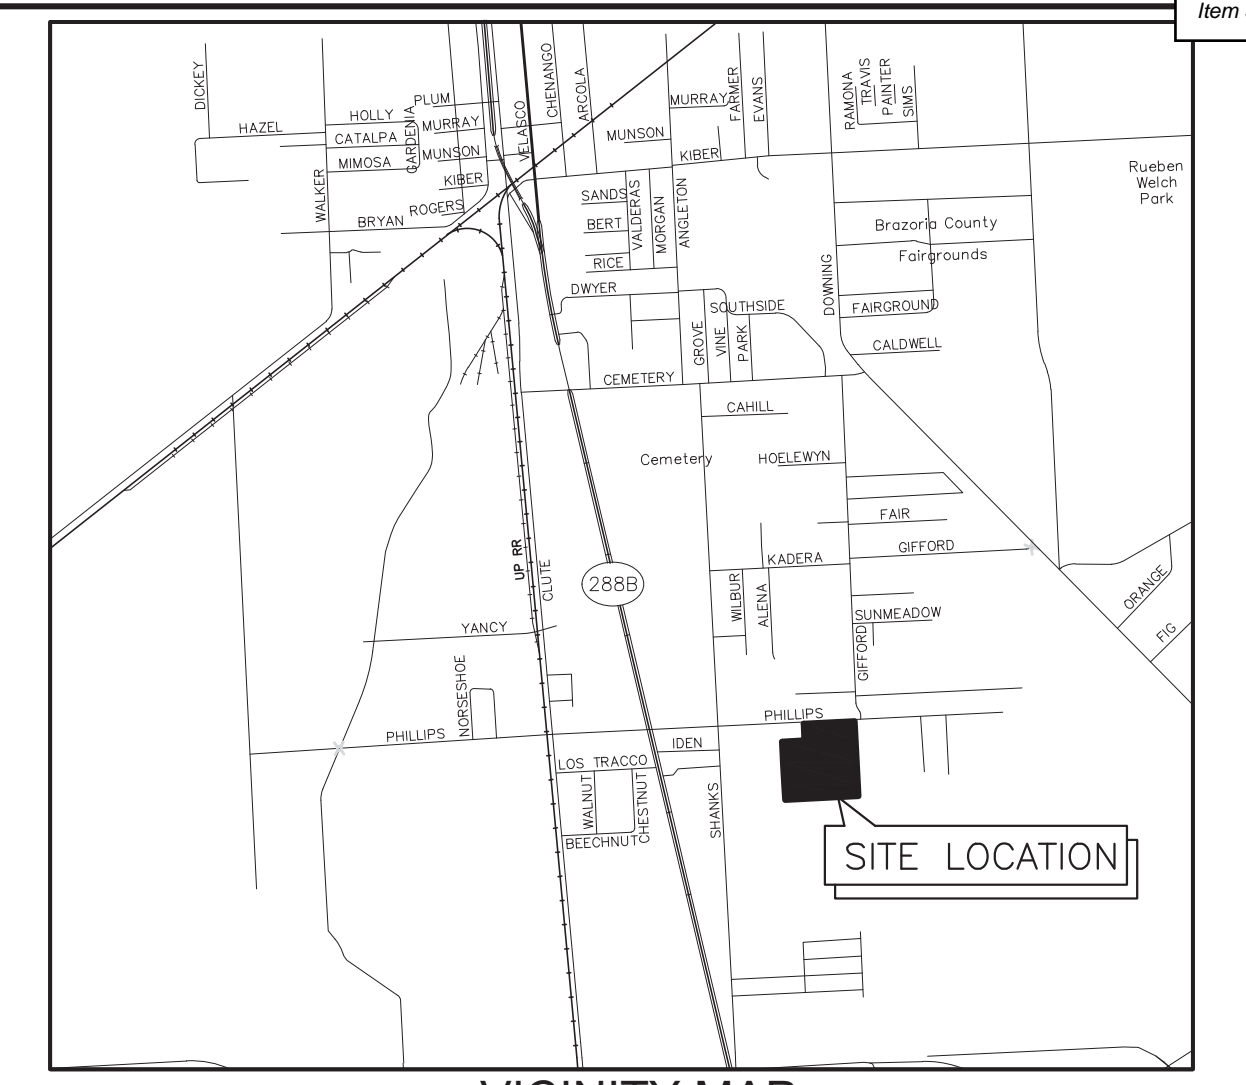 Item
DICKEY
HAZEL
WALKER
HOLLY
CATALPA
MIMOSA
GARDENIA
PLUM
MURRAY
MUNSON
KIBER
ROGERS
BRYAN
VELASCO
CHENANGO
ARCOLA
MURRAY
MUNSON
KIBER
FARMER
EVANS
RAMONA
TRAVIS
PAINTER
SIMS
Rueben
Welch
Park
SANDS
BERT
RICE
VALDERAS
MORGAN
ANGLETON
DWYER
Brazoria County
Fairgrounds
DOWNING
FAIRGROUND
CALDWELL
SOUTHSIDE
GROVE
VINE
PARK
CEMETERY
CAHILL
Cemetery
HOELEWYN
FAIR
GIFFORD
KADERA
UP RR
CLUTE
288B
WILBUR
ALENA
SUNMEADOW
GIFFORD
ORANGE
FIG
YANCY
NORSESHOE
PHILLIPS
PHILLIPS
IDEN
LOS TRACCO
WALNUT
CHESTNUT
BEECHNUT
SHANKS
SITE LOCATION
VICINITY MAP